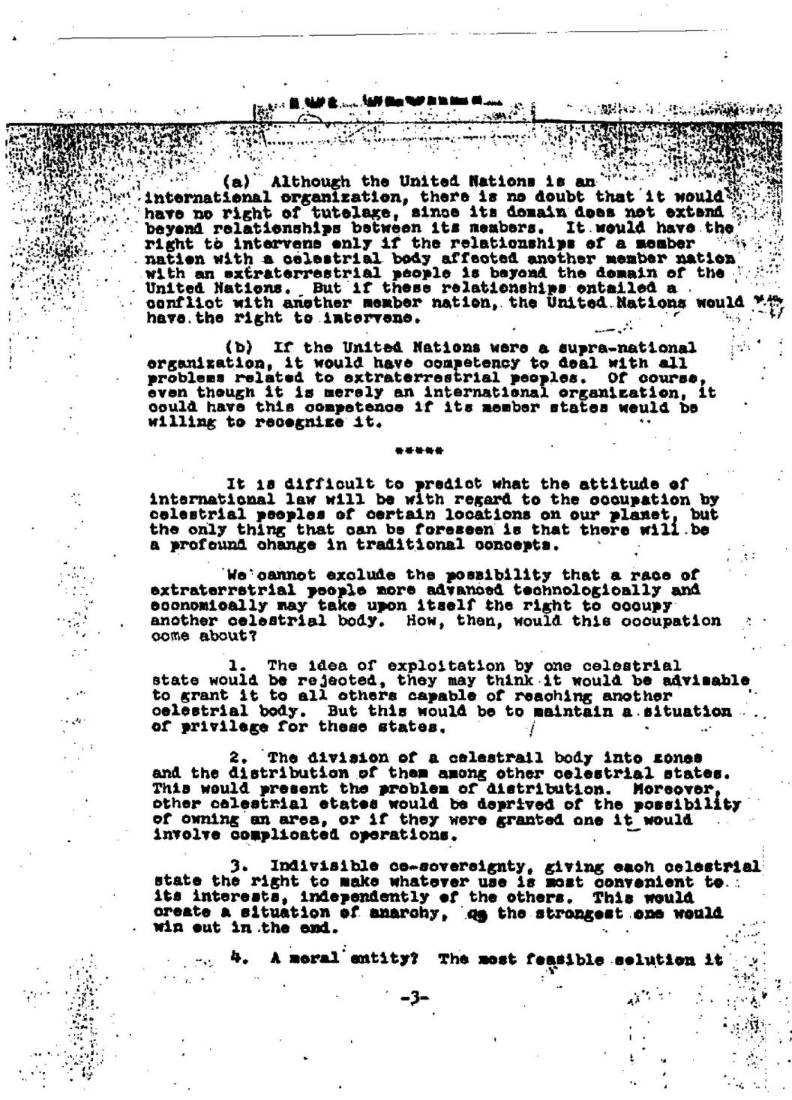 (a) Although the United Nations is an
international organization, there is no doubt that it would
have no right of tutelage, since its domain does not extend
beyond relationships between its members. It would have the
right to intervene only if the relationships of a member
nation with a celestrial body affected another member nation
with an extraterrestrial people is beyond the domain of the
United Nations. But if these relationships entailed a
conflict with another member nation, the United Nations would
have the right to intervene.
(b) If the United Nations were a supra-national
organization, it would have competency to deal with all
problems related to extraterrestrial peoples. Of course,
even though it is merely an international organization, it
could have this competence if its member states would be
willing to recognize it.
*****
It is difficult to predict what the attitude of
international law will be with regard to the occupation by
celestrial peoples of certain locations on our planet, but
the only thing that can be foreseen is that there will be
a profound change in traditional concepts.
We cannot exclude the possibility that a race of
extraterrstrial people more advanced technologically and
economically may take upon itself the right to occupy
another celestrial body. How, then, would this occupation
come about?
1. The idea of exploitation by one celestrial
state would be rejected, they may think it would be advisable
to grant it to all others capable of reaching another
celestrial body. But this would be to maintain a situation
of privilege for these states.
2. The division of a celestrail body into zones
and the distribution of them among other celestrial states.
This would present the problem of distribution. Moreover,
other celestrial states would be deprived of the possibility
of owning an area, or if they were granted one it would
involve complicated operations.
3. Indivisible co-sovereignty, giving each celestrial
state the right to make whatever use is most convenient to
its interests, independently of the others. This would
create a situation of anarchy, as the strongest one would
win out in the end.
4. A moral entity? The most feasible solution it
-3-